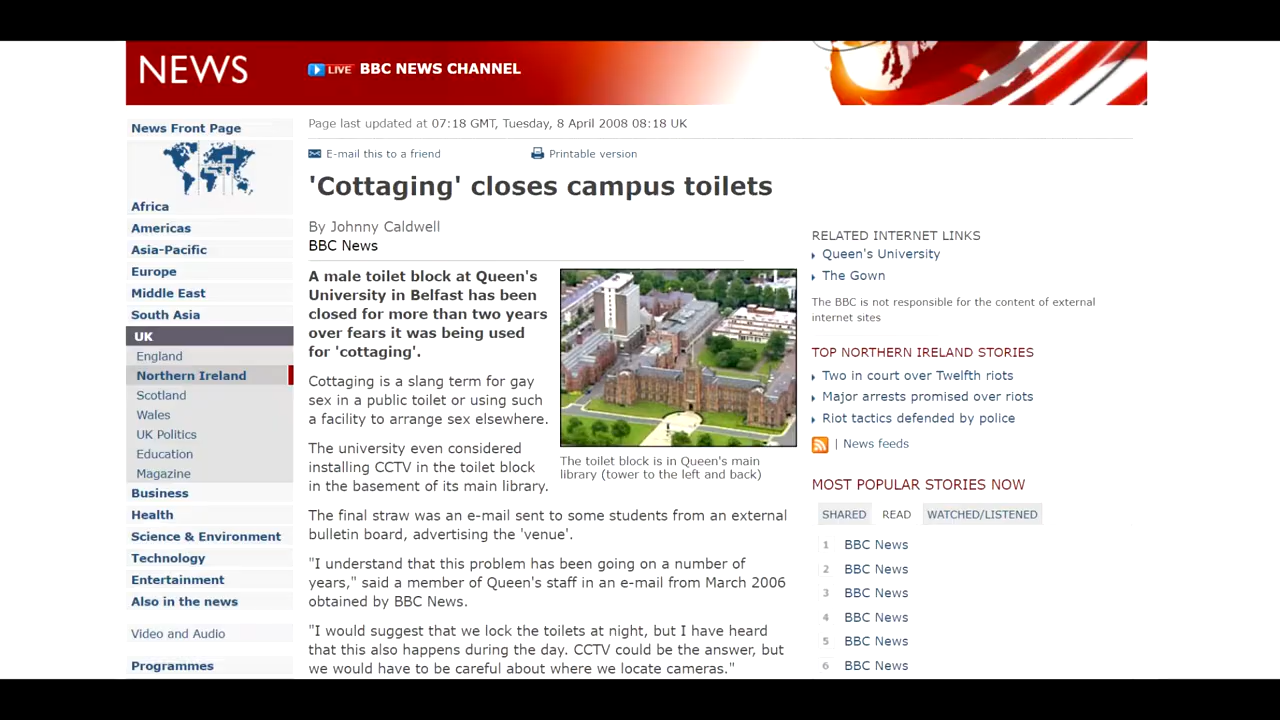 NEWS
LIVE BBC NEWS CHANNEL
News Front Page
Africa
Americas
Asia-Pacific
Europe
Middle East
South Asia
UK
England
Northern Ireland
Scotland
Wales
UK Politics
Education
Magazine
Business
Health
Science & Environment
Technology
Entertainment
Also in the news
Video and Audio
Programmes
Page last updated at 07:18 GMT, Tuesday, 8 April 2008 08:18 UK
E-mail this to a friend
Printable version
'Cottaging' closes campus toilets
By Johnny Caldwell
BBC News
A male toilet block at Queen's
University in Belfast has been
closed for more than two years
over fears it was being used
for 'cottaging'.
Cottaging is a slang term for gay
sex in a public toilet or using such
a facility to arrange sex elsewhere.
The university even considered
installing CCTV in the toilet block
in the basement of its main library.
The toilet block is in Queen's main
library (tower to the left and back)
The final straw was an e-mail sent to some students from an external
bulletin board, advertising the 'venue'.
"I understand that this problem has been going on a number of
years," said a member of Queen's staff in an e-mail from March 2006
obtained by BBC News.
"I would suggest that we lock the toilets at night, but I have heard
that this also happens during the day. CCTV could be the answer, but
we would have to be careful about where we locate cameras."
RELATED INTERNET LINKS
Queen's University
The Gown
The BBC is not responsible for the content of external
internet sites
TOP NORTHERN IRELAND STORIES
Two in court over Twelfth riots
Major arrests promised over riots
Riot tactics defended by police
| News feeds
MOST POPULAR STORIES NOW
SHARED READ WATCHED/LISTENED
1 BBC News
2 BBC News
3 BBC News
4 BBC News
5 BBC News
6 BBC News